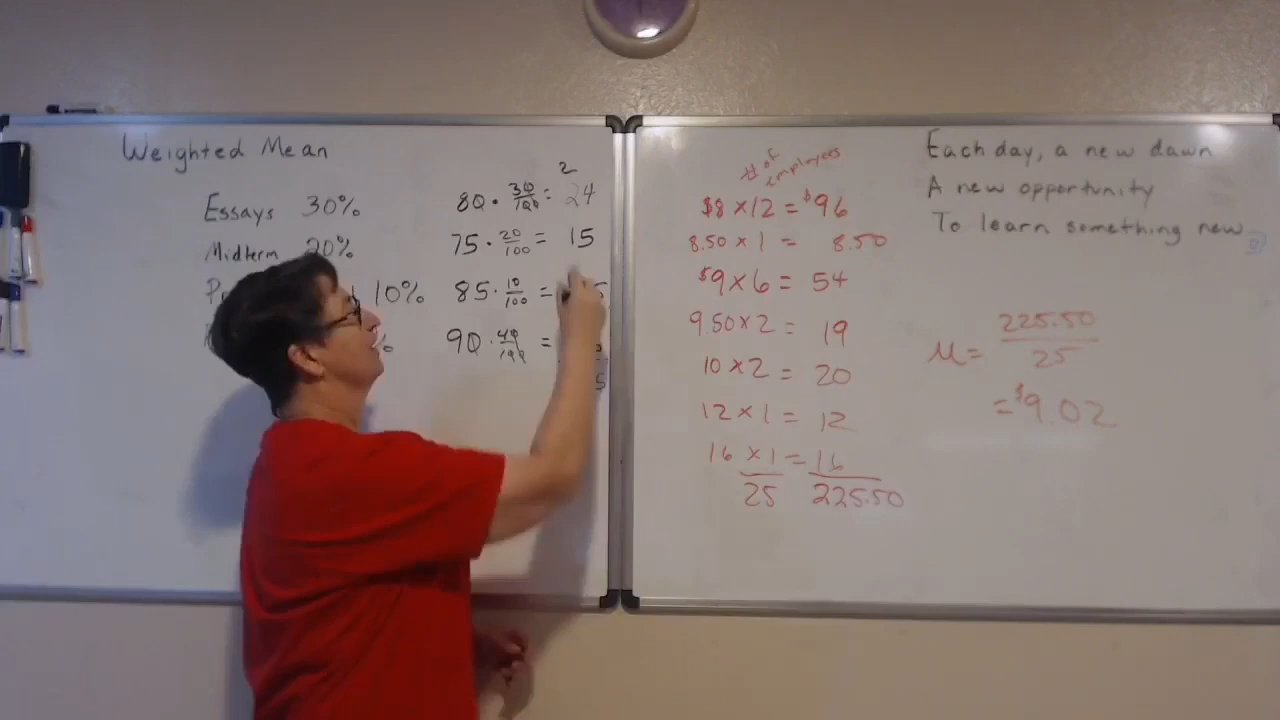 Weighted Mean
Essays 30%
Midterm 20%
10%
%
2
80 · 30/100 = 24
75 · 20/100 = 15
85 · 10/100 =
90 · 40/100 =
5
# of employees
$8 × 12 = $96
8.50 × 1 = 8.50
$9 × 6 = 54
9.50 × 2 = 19
10 × 2 = 20
12 × 1 = 12
16 × 1 = 16
25 225.50
Each day, a new dawn
A new opportunity
To learn something new
μ = 225.50/25
= $9.02